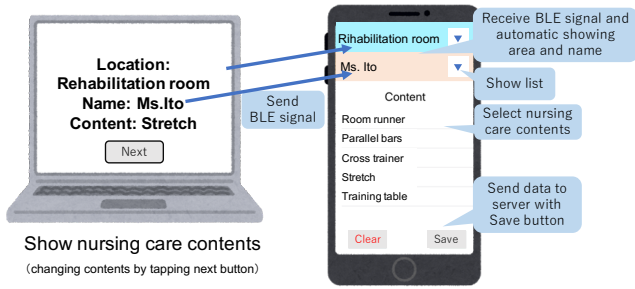 Location:
Rehabilitation room
Name: Ms.Ito
Content: Stretch
Next
Show nursing care contents
(changing contents by tapping next button)
Send
BLE signal
Rihabilitation room
Ms. Ito
Content
Room runner
Parallel bars
Cross trainer
Stretch
Training table
Clear
Save
Receive BLE signal and
automatic showing
area and name
Show list
Select nursing
care contents
Send data to
server with
Save button